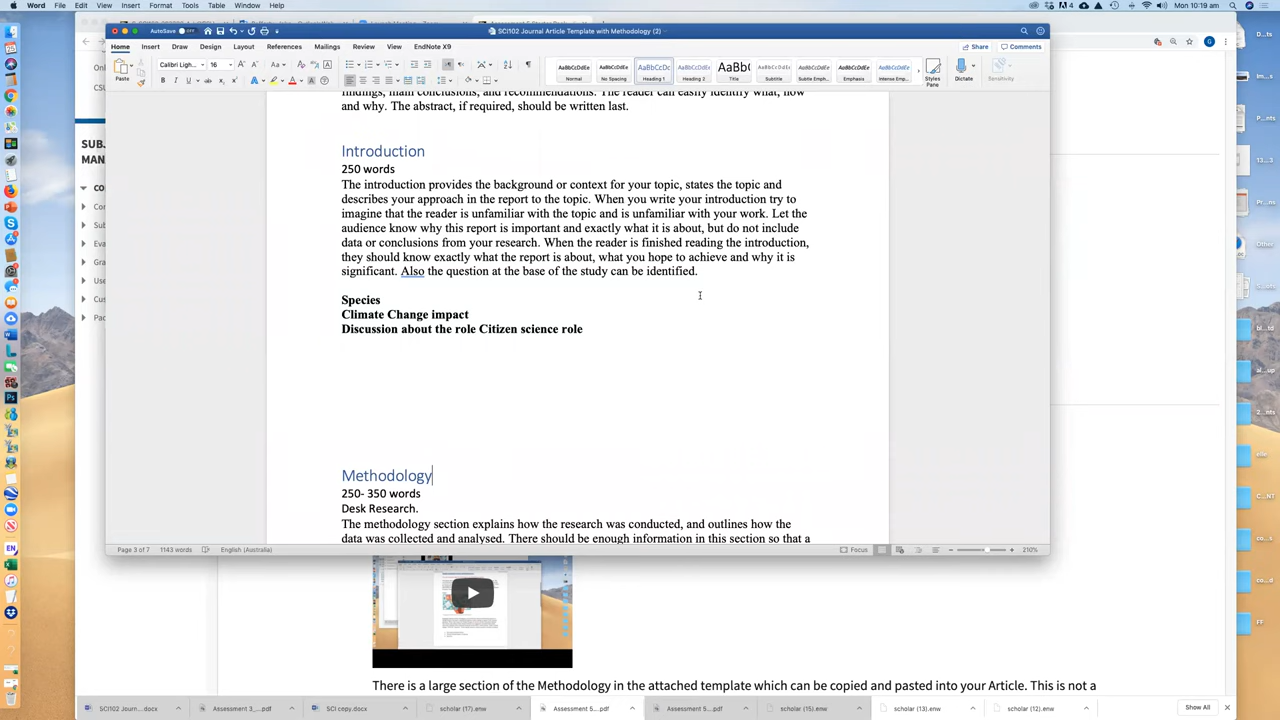 Word File Edit View Insert Format Tools Table Window Help
4
Mon 10:19 am
AutoSave OFF
SCI102 Journal Article Template with Methodology (2)
Home Insert Draw Design Layout References Mailings Review View EndNote X9
Share Comments
Paste
Calibri Ligh... 16
AaBbCcDdEe AaBbCcDdEe AaBbCcDc AaBbCcDdEe AaBb( AaBbCcDdEe AaBbCcDdEe AaBbCcDdEe AaBbCcDdEe
Normal No Spacing Heading 1 Heading 2 Title Subtitle Subtle Emph... Emphasis Intense Emp...
Styles Pane
Dictate
Sensitivity
findings, main conclusions, and recommendations. The reader can easily identify what, how
and why. The abstract, if required, should be written last.
Introduction
250 words
The introduction provides the background or context for your topic, states the topic and
describes your approach in the report to the topic. When you write your introduction try to
imagine that the reader is unfamiliar with the topic and is unfamiliar with your work. Let the
audience know why this report is important and exactly what it is about, but do not include
data or conclusions from your research. When the reader is finished reading the introduction,
they should know exactly what the report is about, what you hope to achieve and why it is
significant. Also the question at the base of the study can be identified.
Species
Climate Change impact
Discussion about the role Citizen science role
Methodology
250- 350 words
Desk Research.
The methodology section explains how the research was conducted, and outlines how the
data was collected and analysed. There should be enough information in this section so that a
Page 3 of 7 1143 words English (Australia)
Focus
210%
Onl
CSU
SUBJ
MAN
CO
Con
Sub
Eva
Gra
Usi
Cus
Pac
There is a large section of the Methodology in the attached template which can be copied and pasted into your Article. This is not a
SCI102 Journ....docx
Assessment 3_....pdf
SCI copy.docx
scholar (17).enw
Assessment 5....pdf
Assessment 5....pdf
scholar (15).enw
scholar (13).enw
scholar (12).enw
Show All